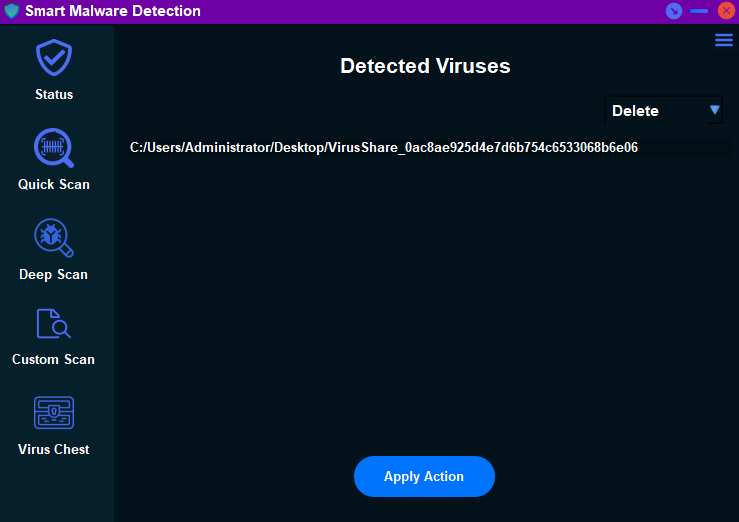 Smart Malware Detection
Status
Quick Scan
Deep Scan
Custom Scan
Virus Chest
Detected Viruses
Delete
C:/Users/Administrator/Desktop/VirusShare_0ac8ae925d4e7d6b754c6533068b6e06
Apply Action